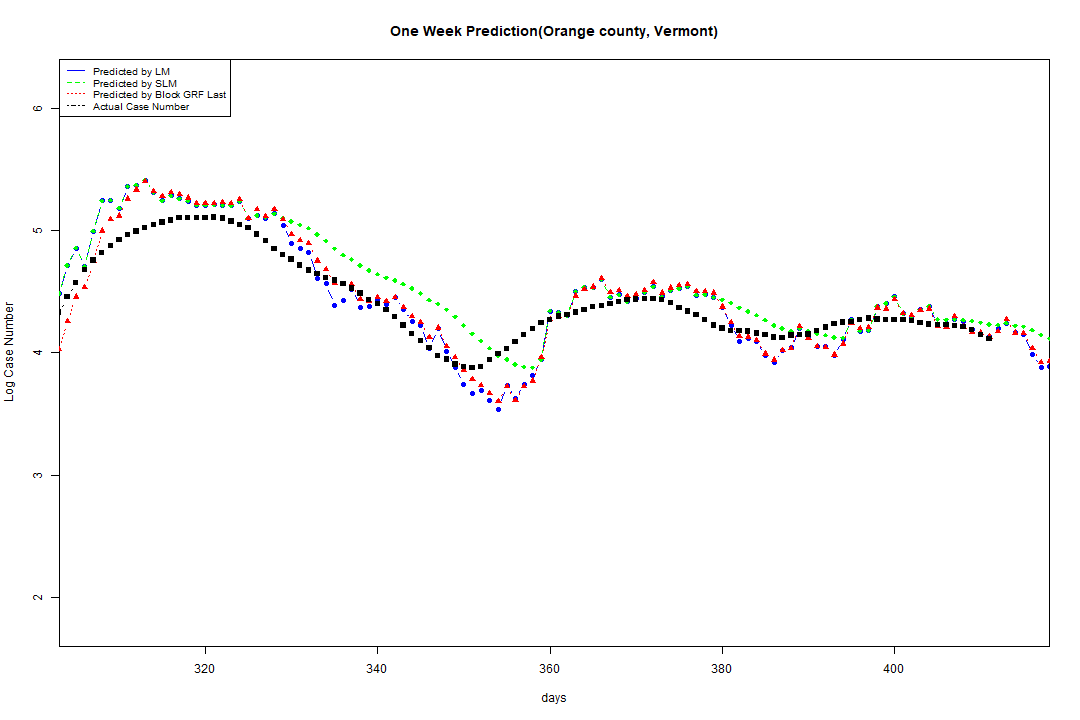 One Week Prediction(Orange county, Vermont)
Predicted by LM
Predicted by SLM
Predicted by Block GRF Last
Actual Case Number
6
5
4
3
2
Log Case Number
320 340 360 380 400
days